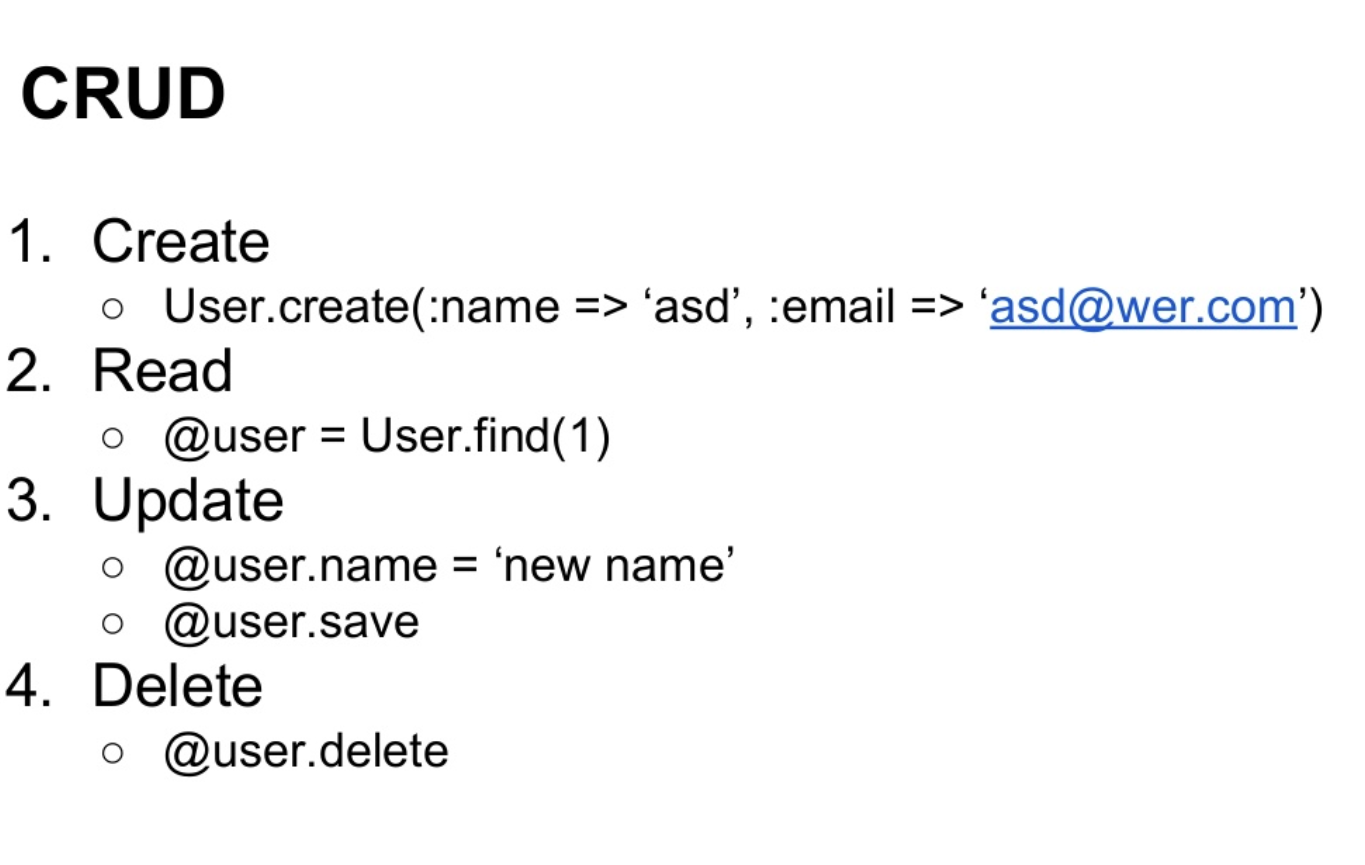 CRUD
1. Create
○ User.create(:name => ‘asd’, :email => ‘asd@wer.com’)
2. Read
○ @user = User.find(1)
3. Update
○ @user.name = ‘new name’
○ @user.save
4. Delete
○ @user.delete